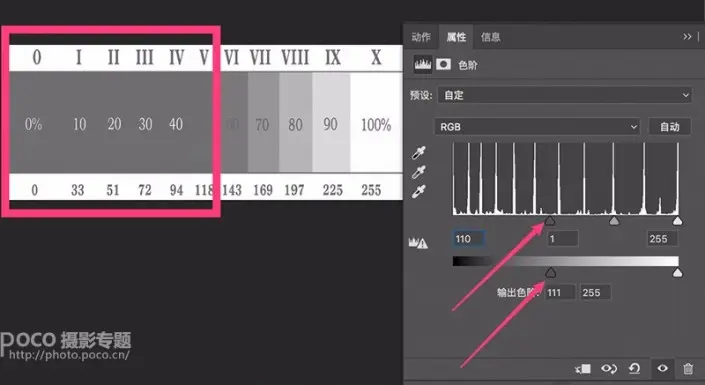 动作 属性 信息
色阶
预设: 自定
RGB 自动
0 I II III IV V VI VII VIII IX X
0% 10 20 30 40 60 70 80 90 100%
0 33 51 72 94 118 143 169 197 225 255
110 1 255
输出色阶: 111 255
poco 摄影专题
http://photo.poco.cn/